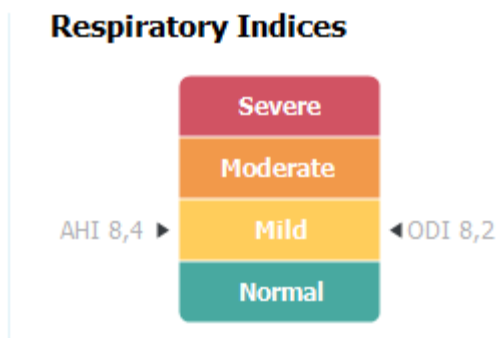 Respiratory Indices
Severe
Moderate
AHI 8,4 Mild ODI 8,2
Normal